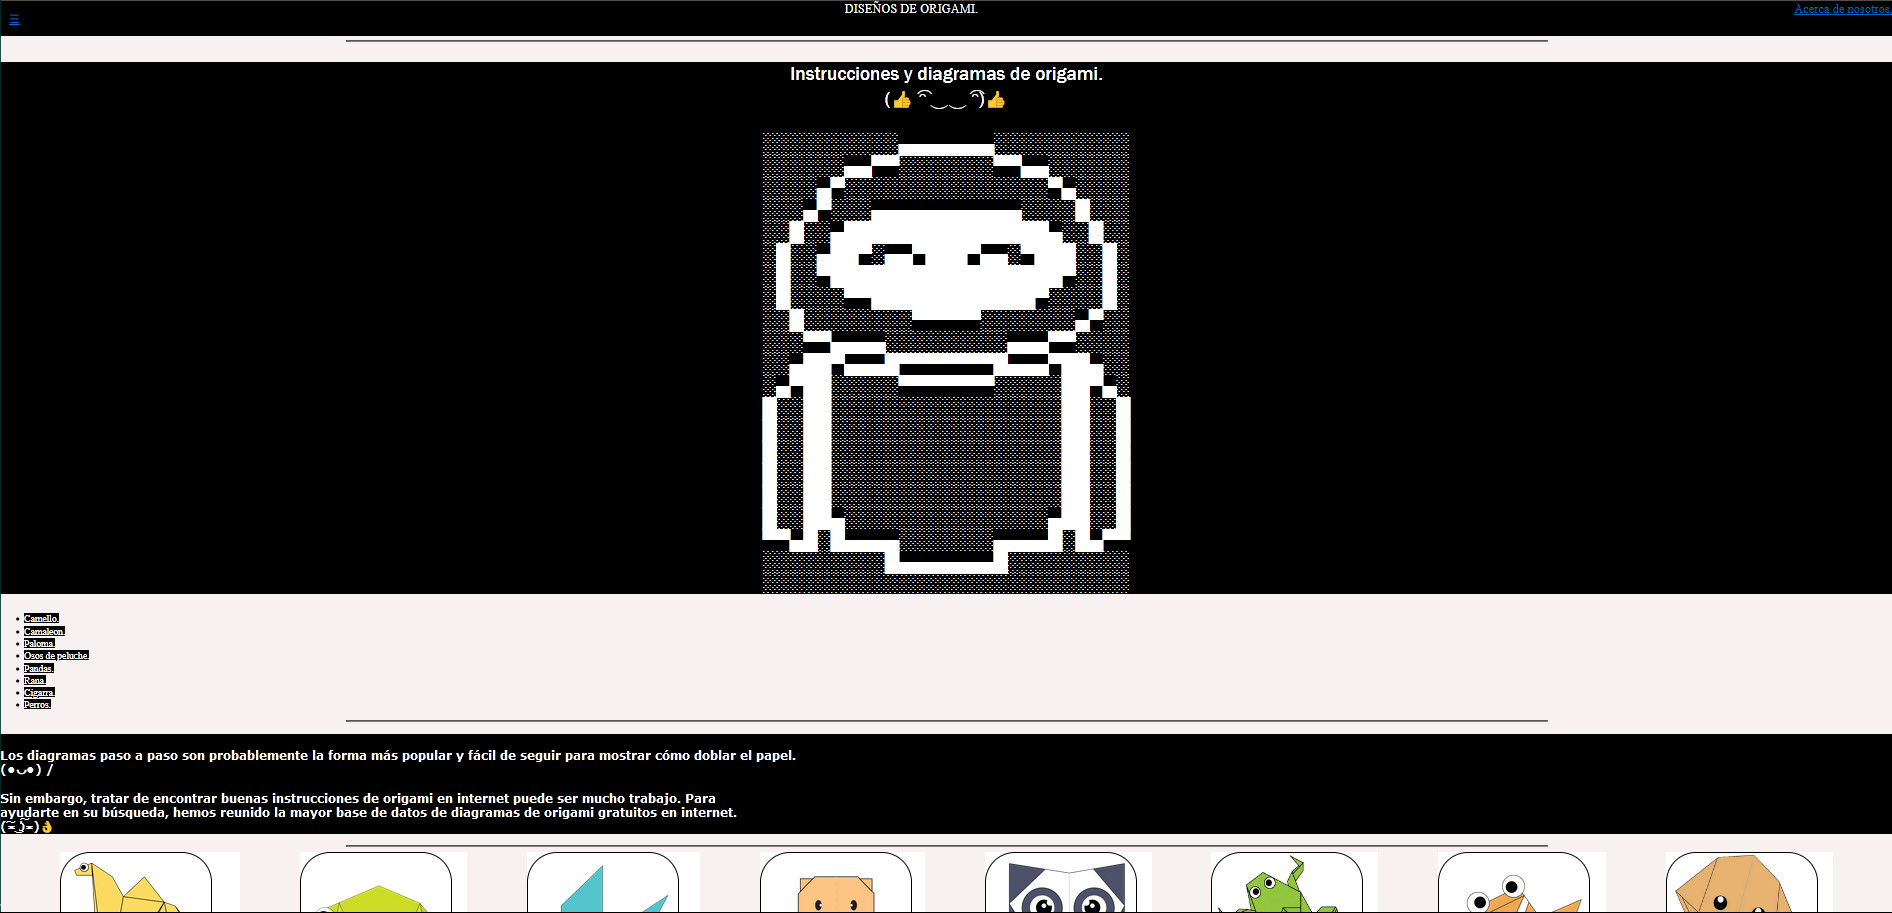 ☰
DISEÑOS DE ORIGAMI.
Acerca de nosotros.
Instrucciones y diagramas de origami.
(👍 ͡ᵔ ‿‿ ͡ᵔ)👍
Camello.
Camaleon.
Paloma.
Osos de peluche.
Pandas.
Rana.
Cigarra.
Perros.
Los diagramas paso a paso son probablemente la forma más popular y fácil de seguir para mostrar cómo doblar el papel.
(●ᴗ●) /
Sin embargo, tratar de encontrar buenas instrucciones de origami en internet puede ser mucho trabajo. Para
ayudarte en su búsqueda, hemos reunido la mayor base de datos de diagramas de origami gratuitos en internet.